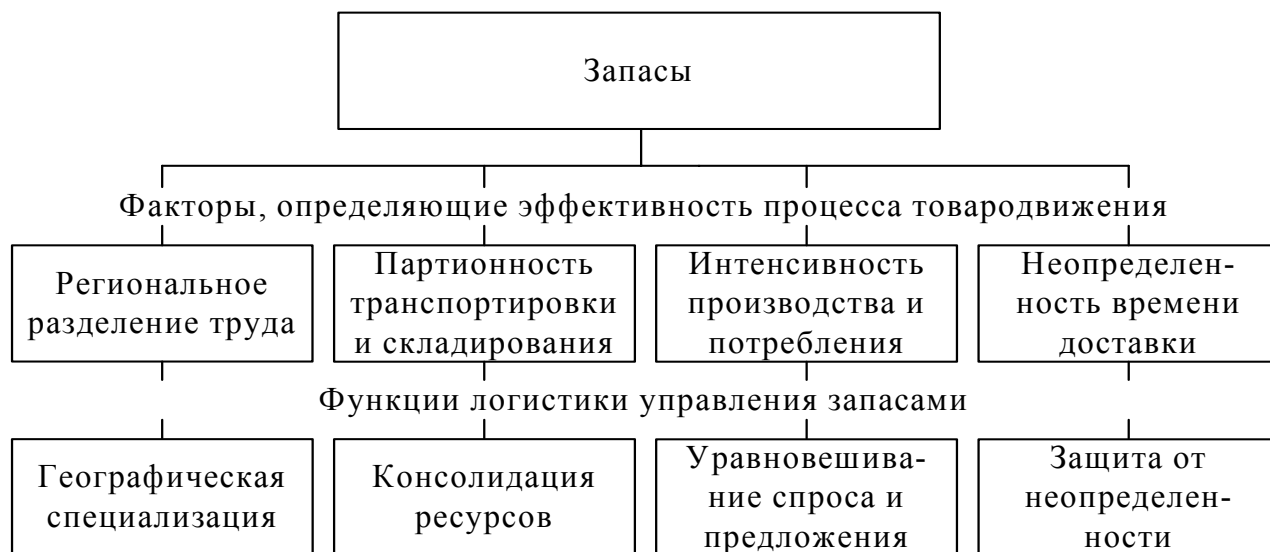 Запасы
Факторы, определяющие эффективность процесса товародвижения
Региональное
разделение труда
Партионность
транспортировки
и складирования
Интенсивность
производства и
потребления
Неопределен-
ность времени
доставки
Функции логистики управления запасами
Географическая
специализация
Консолидация
ресурсов
Уравновешива-
ние спроса и
предложения
Защита от
неопределен-
ности